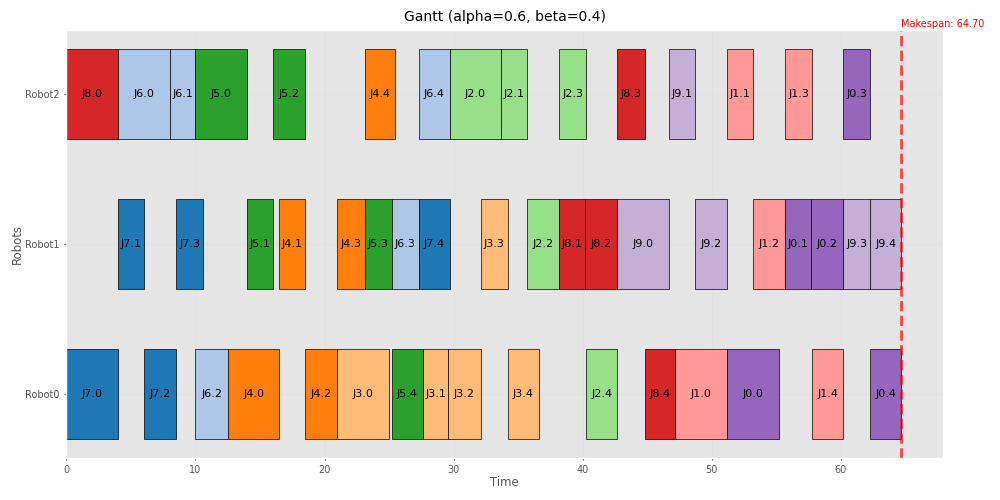 Gantt (alpha=0.6, beta=0.4)
Makespan: 64.70
Robots
Robot2
J8.0 J6.0 J6.1 J5.0 J5.2 J4.4 J6.4 J2.0 J2.1 J2.3 J8.3 J9.1 J1.1 J1.3 J0.3
Robot1
J7.1 J7.3 J5.1 J4.1 J4.3 J5.3 J6.3 J7.4 J3.3 J2.2 J8.1 J8.2 J9.0 J9.2 J1.2 J0.1 J0.2 J9.3 J9.4
Robot0
J7.0 J7.2 J6.2 J4.0 J4.2 J3.0 J5.4 J3.1 J3.2 J3.4 J2.4 J8.4 J1.0 J0.0 J1.4 J0.4
0 10 20 30 40 50 60
Time